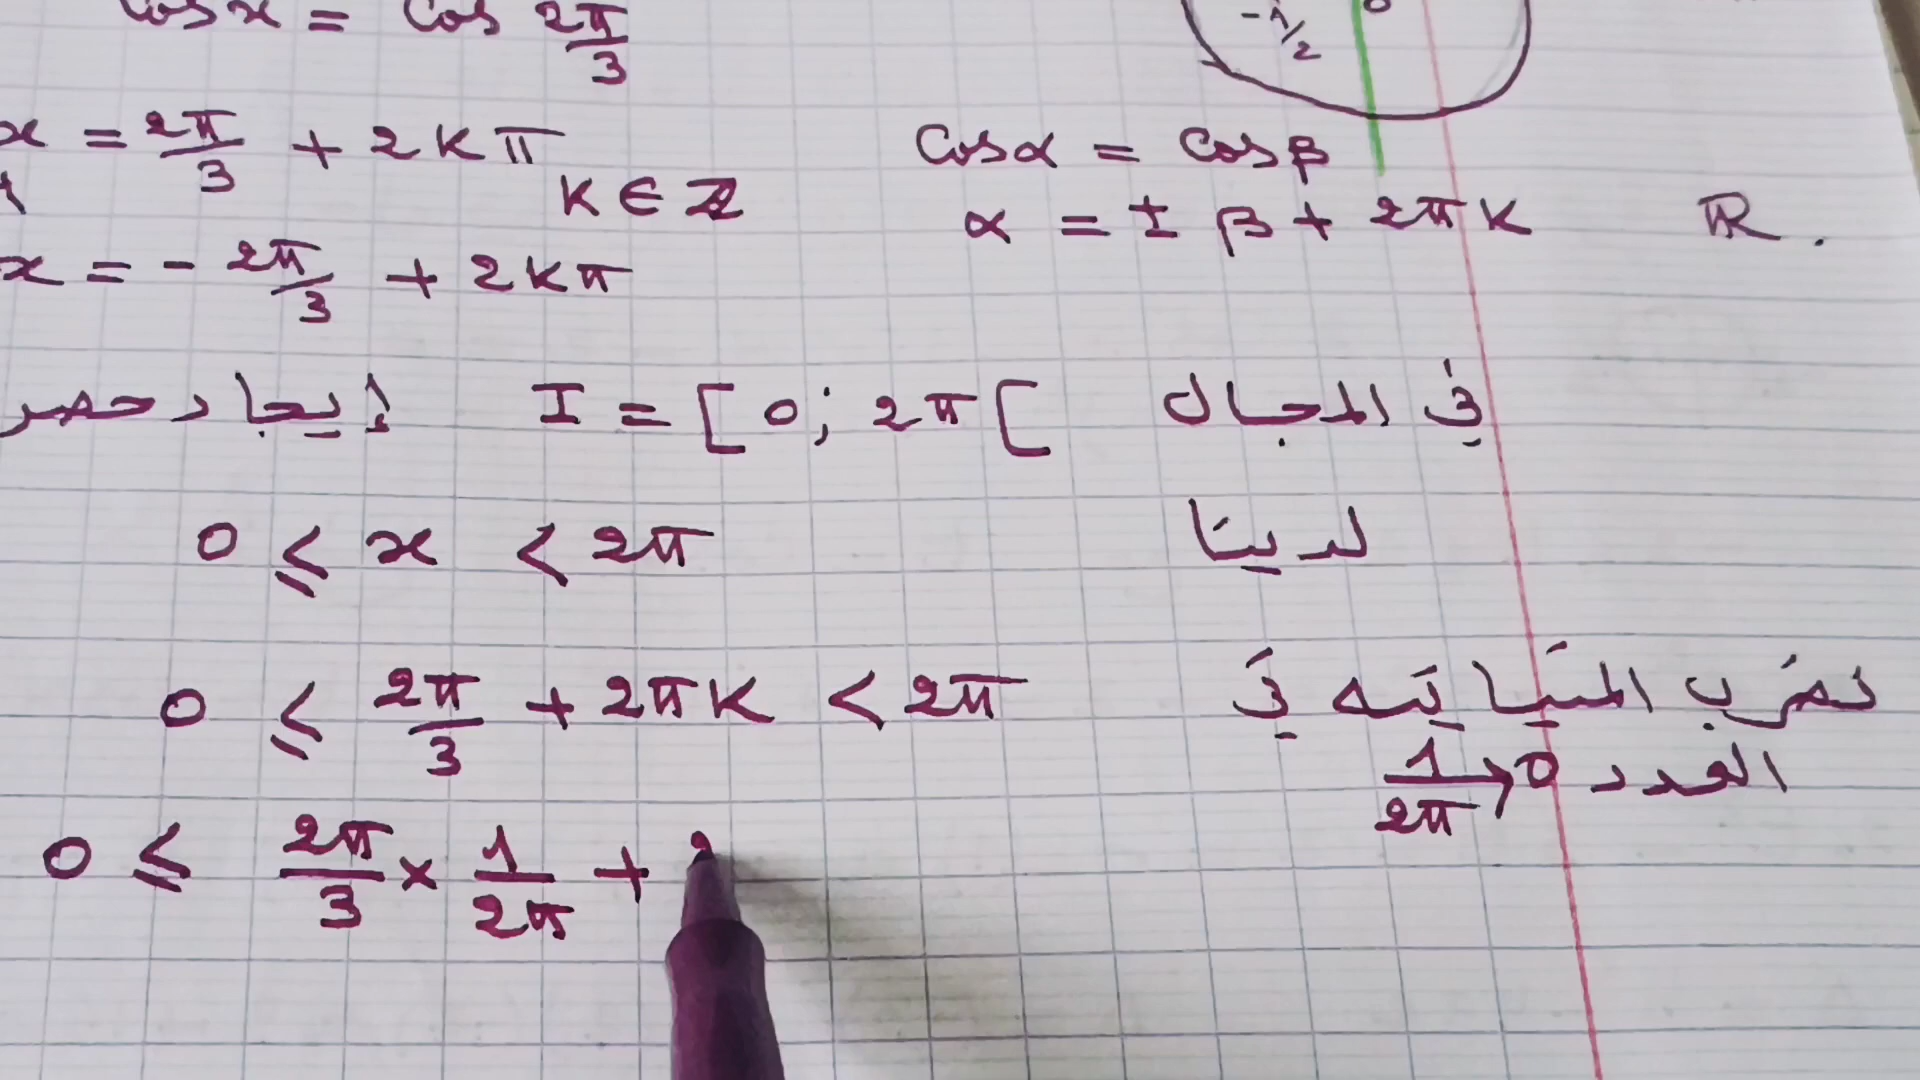 cos x = cos 2π/3
-1/2 0
x = 2π/3 + 2kπ
k ∈ ℤ
x = - 2π/3 + 2kπ
cos α = cos β
α = ± β + 2πk
ℝ.
في المجال I = [0; 2π[ إيجاد حصر
لدينا 0 ≤ x < 2π
0 ≤ 2π/3 + 2πk < 2π
نضرب المتباينة في
العدد 1/2π → 0
0 ≤ 2π/3 × 1/2π + 2